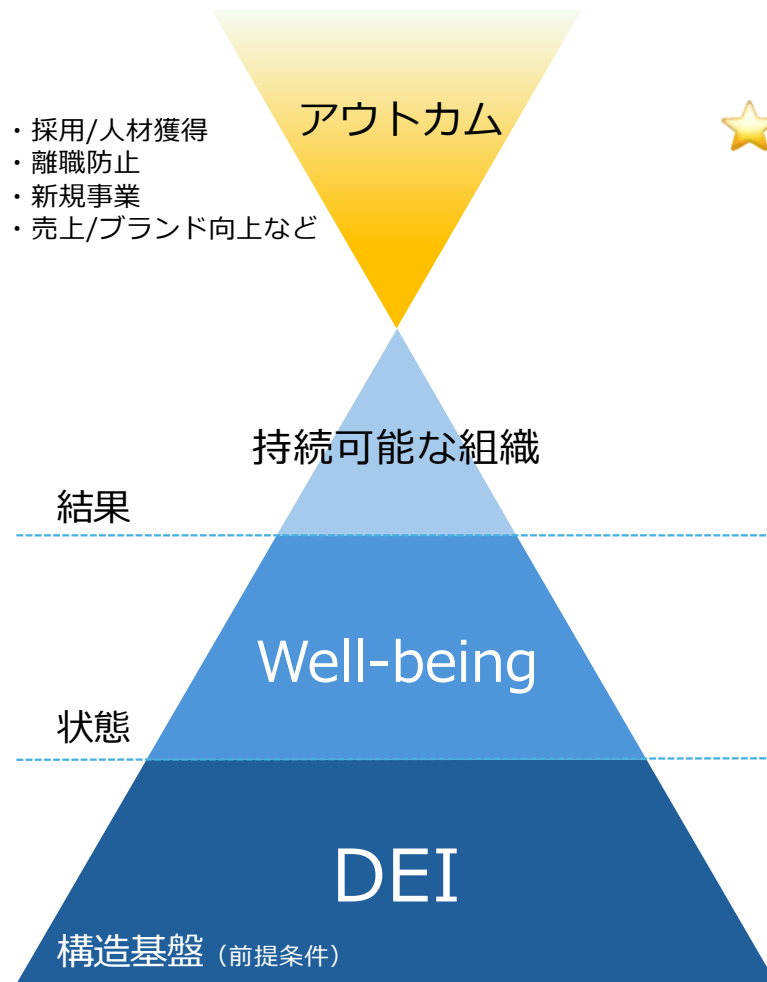 アウトカム
・採用/人材獲得
・離職防止
・新規事業
・売上/ブランド向上など
持続可能な組織
結果
Well-being
状態
DEI
構造基盤（前提条件）